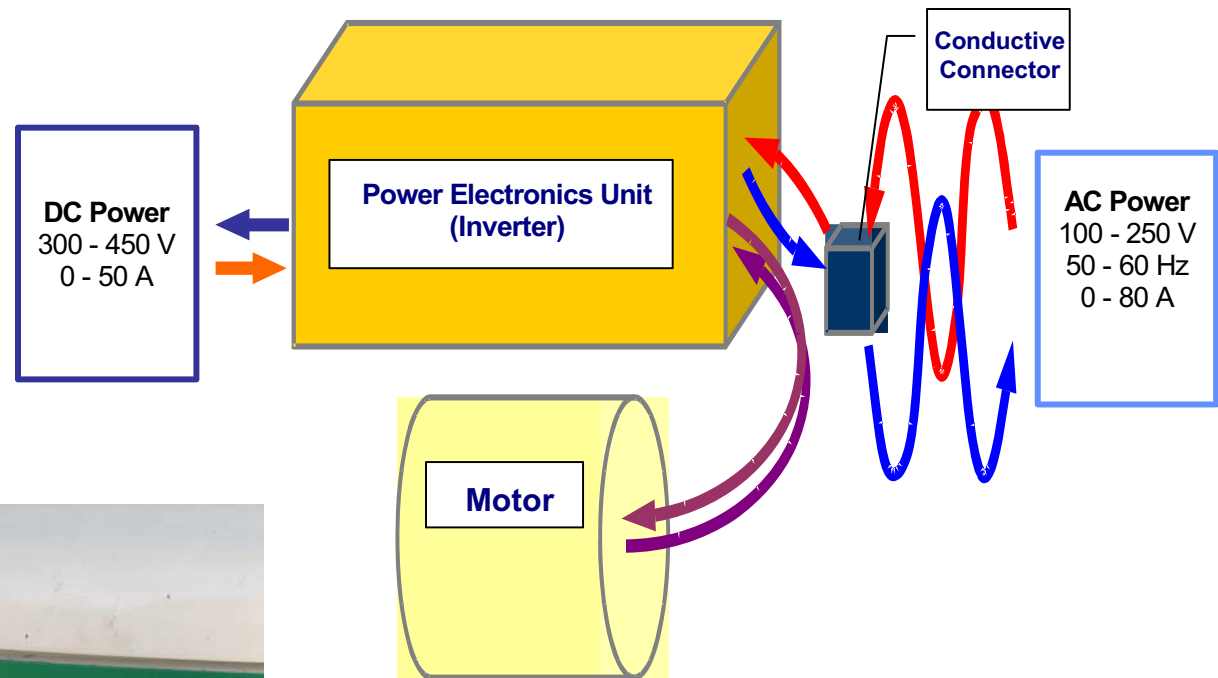 Conductive
Connector
DC Power
300 - 450 V
0 - 50 A
Power Electronics Unit
(Inverter)
AC Power
100 - 250 V
50 - 60 Hz
0 - 80 A
Motor